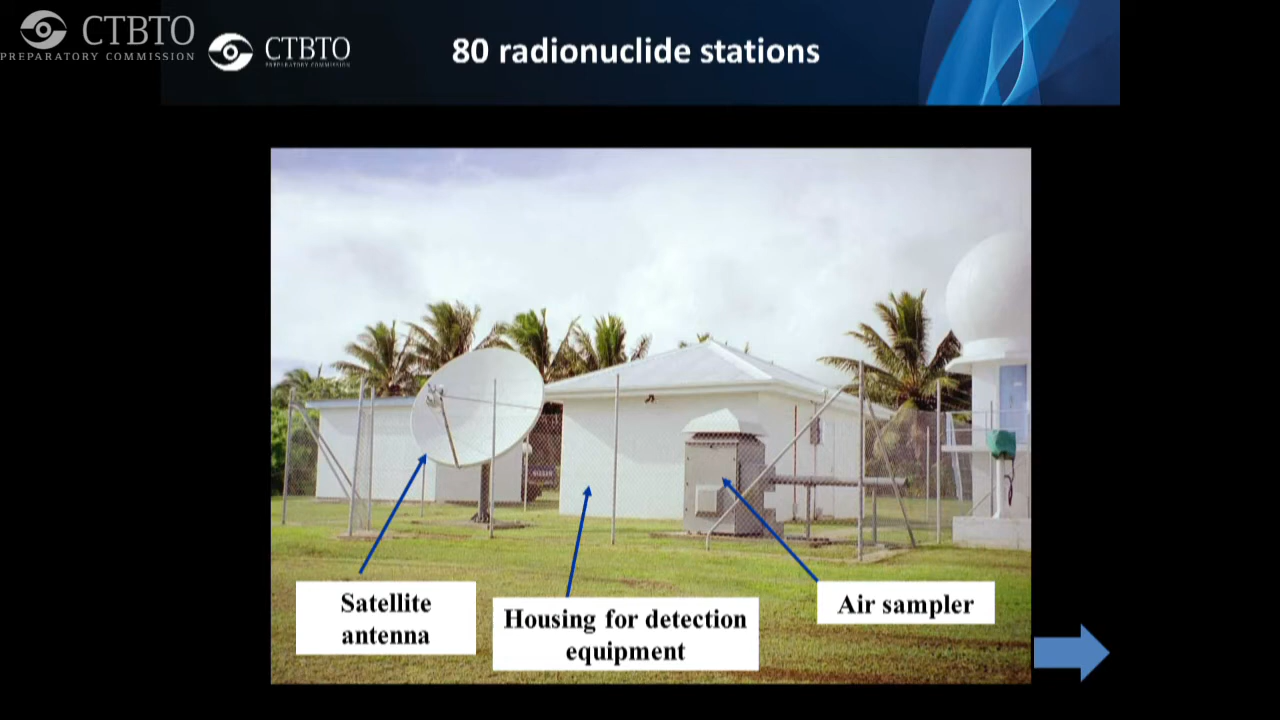 CTBTO
PREPARATORY COMMISSION
CTBTO
PREPARATORY COMMISSION
80 radionuclide stations
Satellite
antenna
Housing for detection
equipment
Air sampler